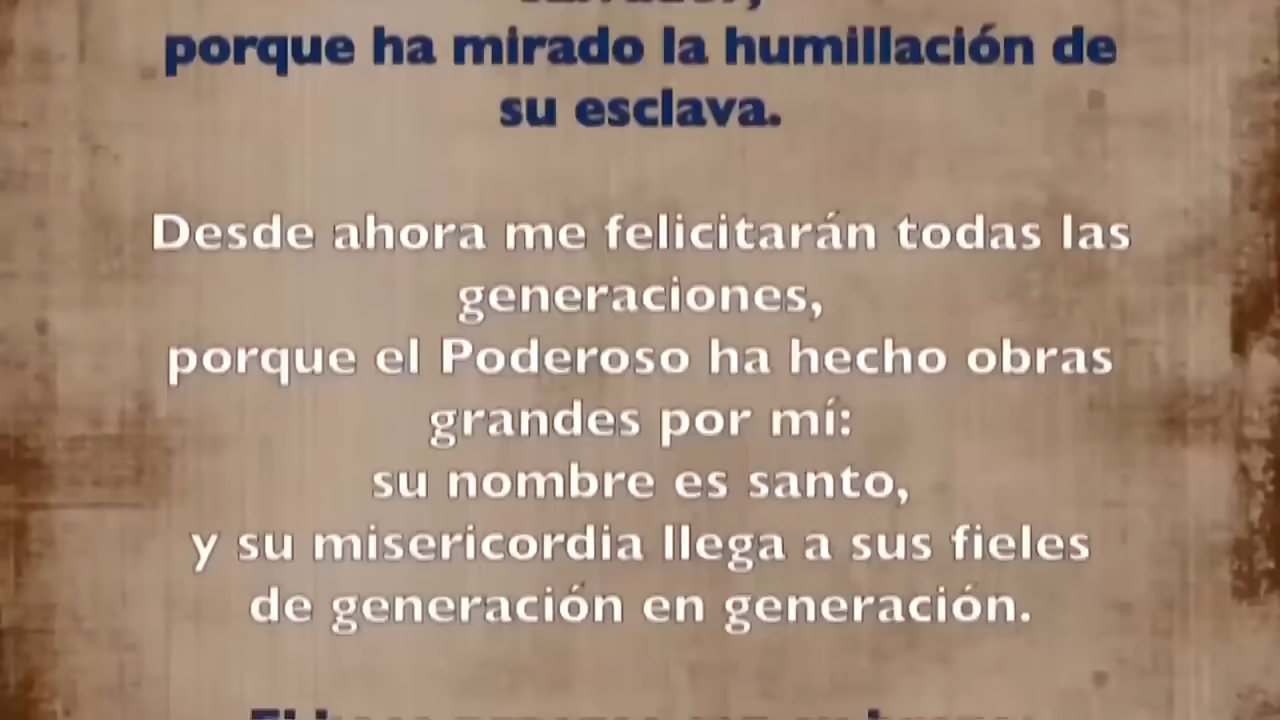 porque ha mirado la humillación de
su esclava.
Desde ahora me felicitarán todas las
generaciones,
porque el Poderoso ha hecho obras
grandes por mí:
su nombre es santo,
y su misericordia llega a sus fieles
de generación en generación.